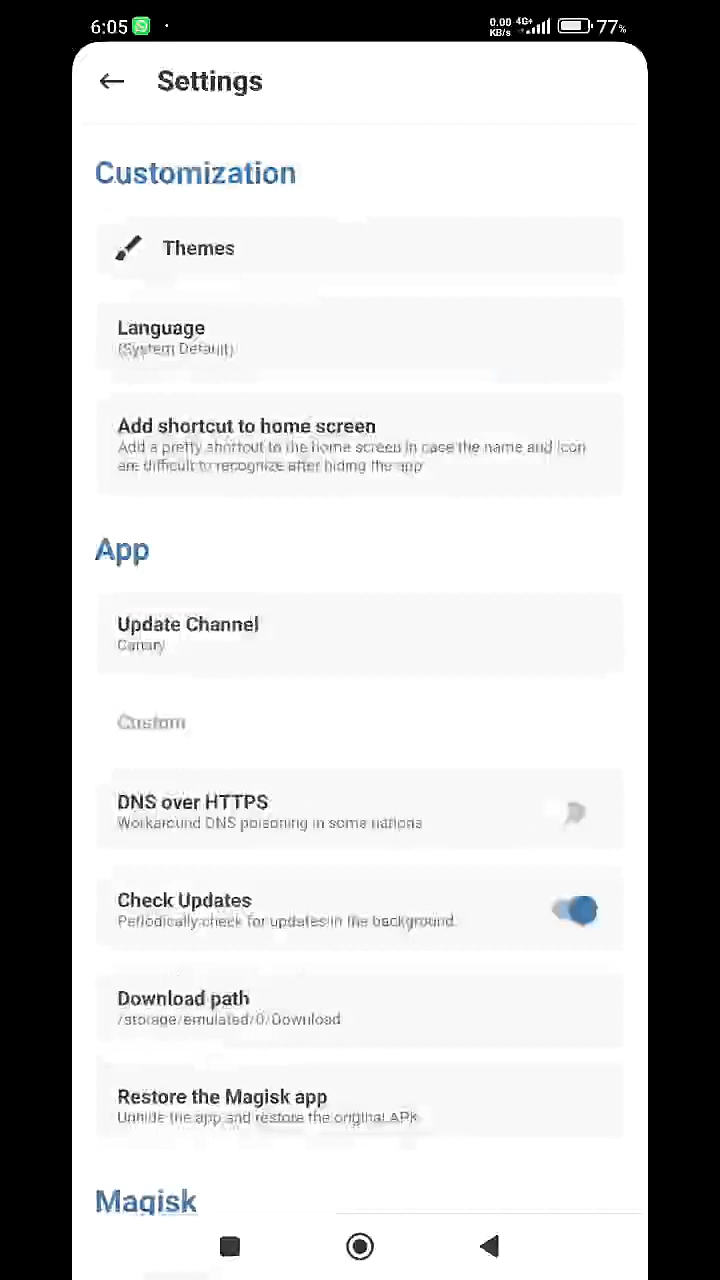 6:05
0.00 KB/s 4G+ 77%
Settings
Customization
Themes
Language
(System Default)
Add shortcut to home screen
Add a pretty shortcut to the home screen in case the name and icon
are difficult to recognize after hiding the app
App
Update Channel
Canary
Custom
DNS over HTTPS
Workaround DNS poisoning in some nations
Check Updates
Periodically check for updates in the background.
Download path
/storage/emulated/0/Download
Restore the Magisk app
Unhide the app and restore the original APK
Magisk